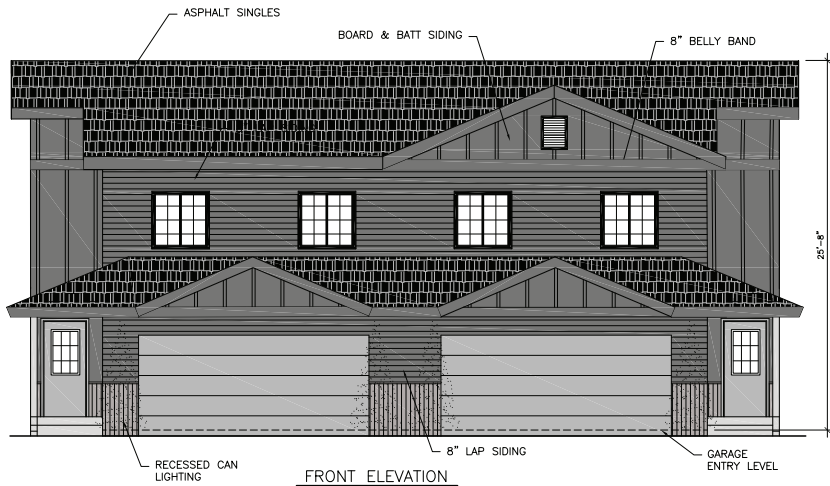 ASPHALT SINGLES
BOARD & BATT SIDING
8" BELLY BAND
25'-8"
8" LAP SIDING
GARAGE
ENTRY LEVEL
RECESSED CAN
LIGHTING
FRONT ELEVATION